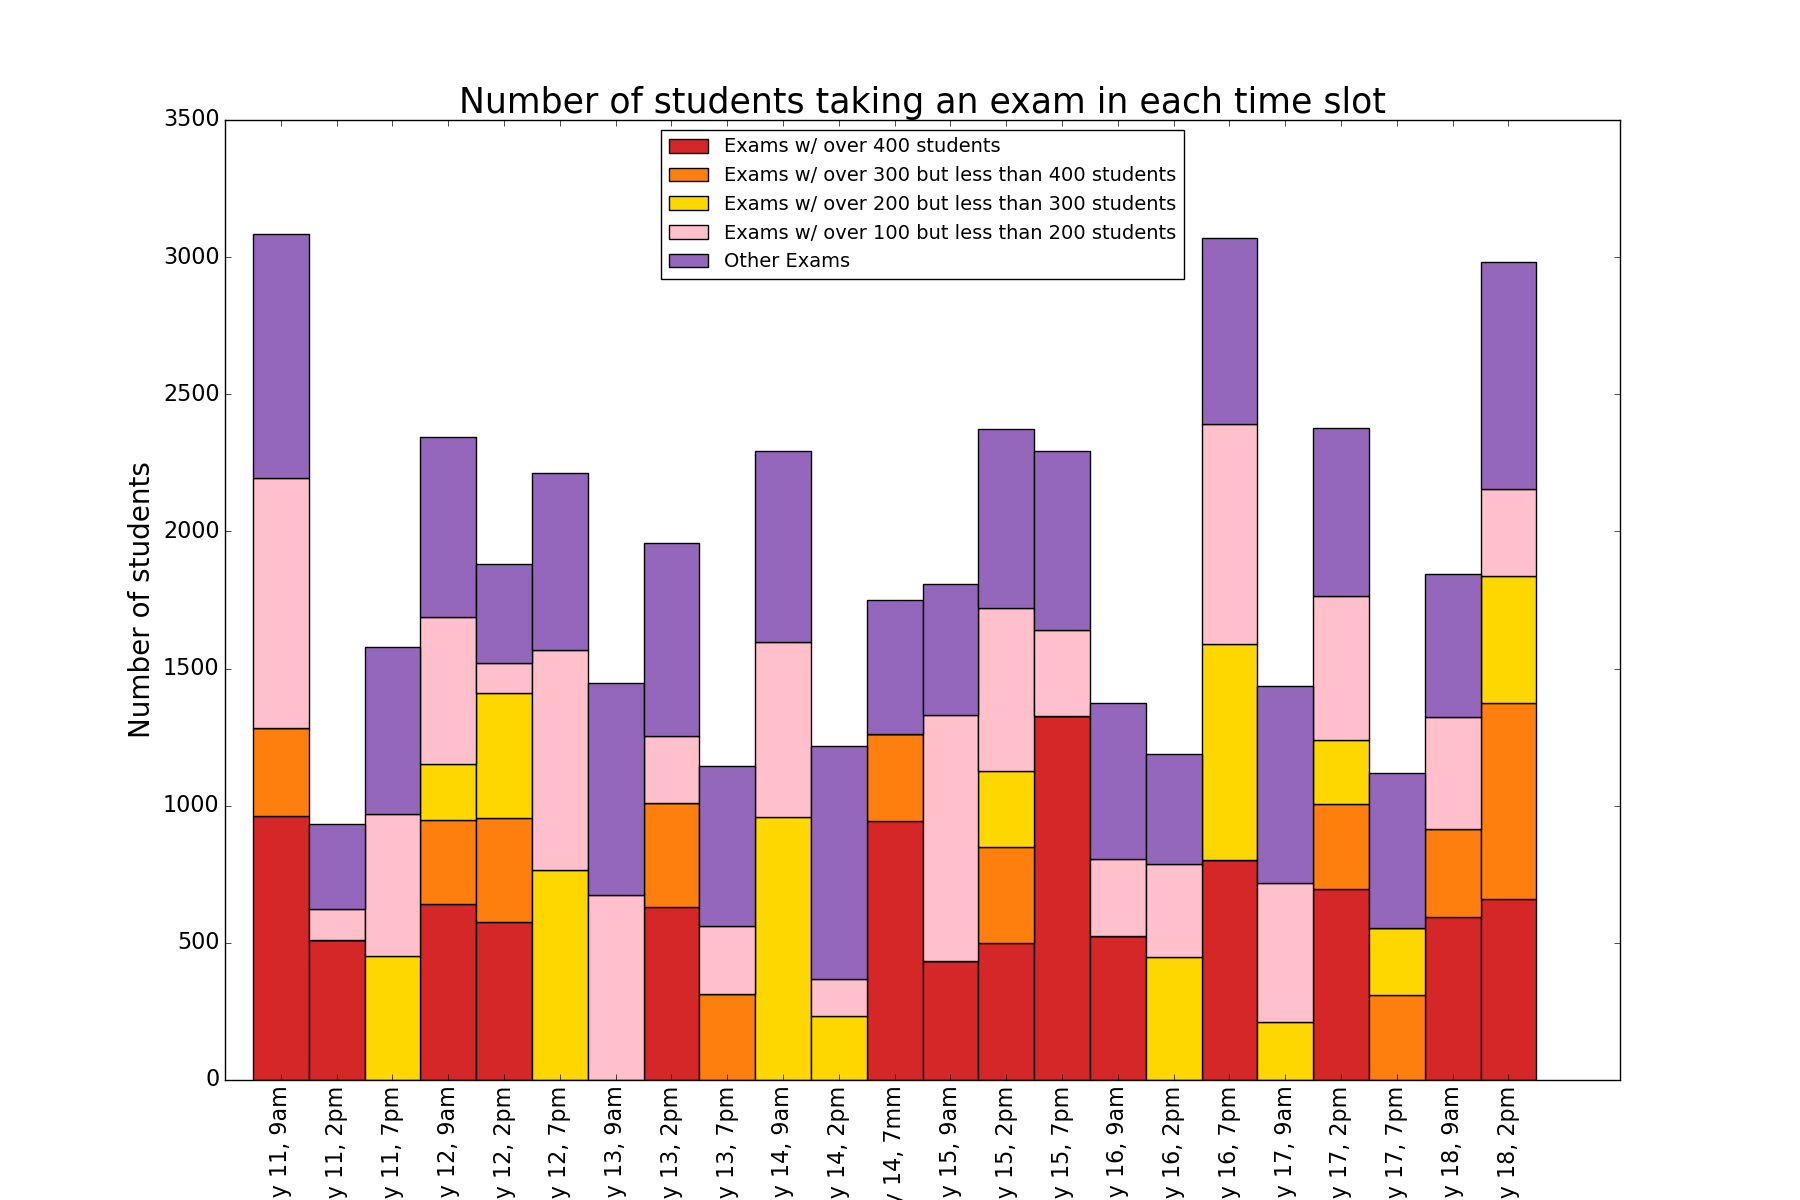 Number of students taking an exam in each time slot
Exams w/ over 400 students
Exams w/ over 300 but less than 400 students
Exams w/ over 200 but less than 300 students
Exams w/ over 100 but less than 200 students
Other Exams
Number of students
3500
3000
2500
2000
1500
1000
500
0
y 11, 9am
y 11, 2pm
y 11, 7pm
y 12, 9am
y 12, 2pm
y 12, 7pm
y 13, 9am
y 13, 2pm
y 13, 7pm
y 14, 9am
y 14, 2pm
y 14, 7mm
y 15, 9am
y 15, 2pm
y 15, 7pm
y 16, 9am
y 16, 2pm
y 16, 7pm
y 17, 9am
y 17, 2pm
y 17, 7pm
y 18, 9am
y 18, 2pm